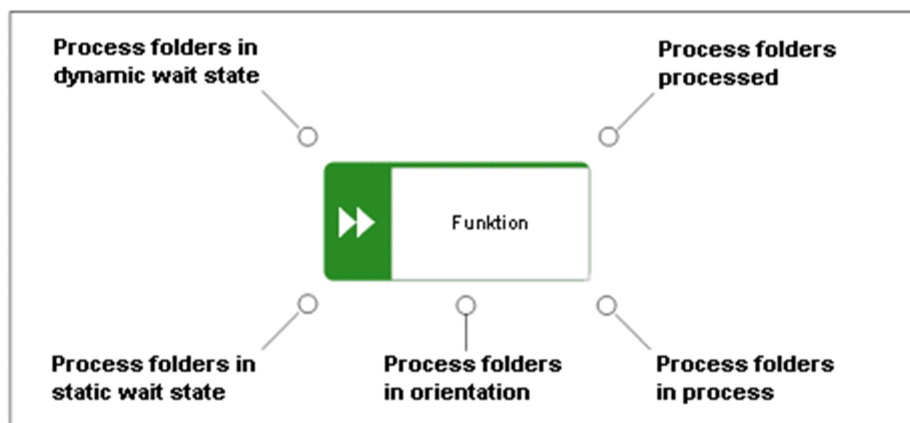 Process folders in
dynamic wait state
Process folders
processed
Funktion
Process folders in
static wait state
Process folders
in orientation
Process folders
in process